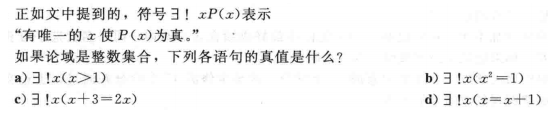 正如文中提到的，符号∃！xP(x)表示
“有唯一的 x 使 P(x)为真。”
如果论域是整数集合，下列各语句的真值是什么？
a)∃!x(x>1) b)∃!x(x²=1)
c)∃!x(x+3=2x) d)∃!x(x=x+1)